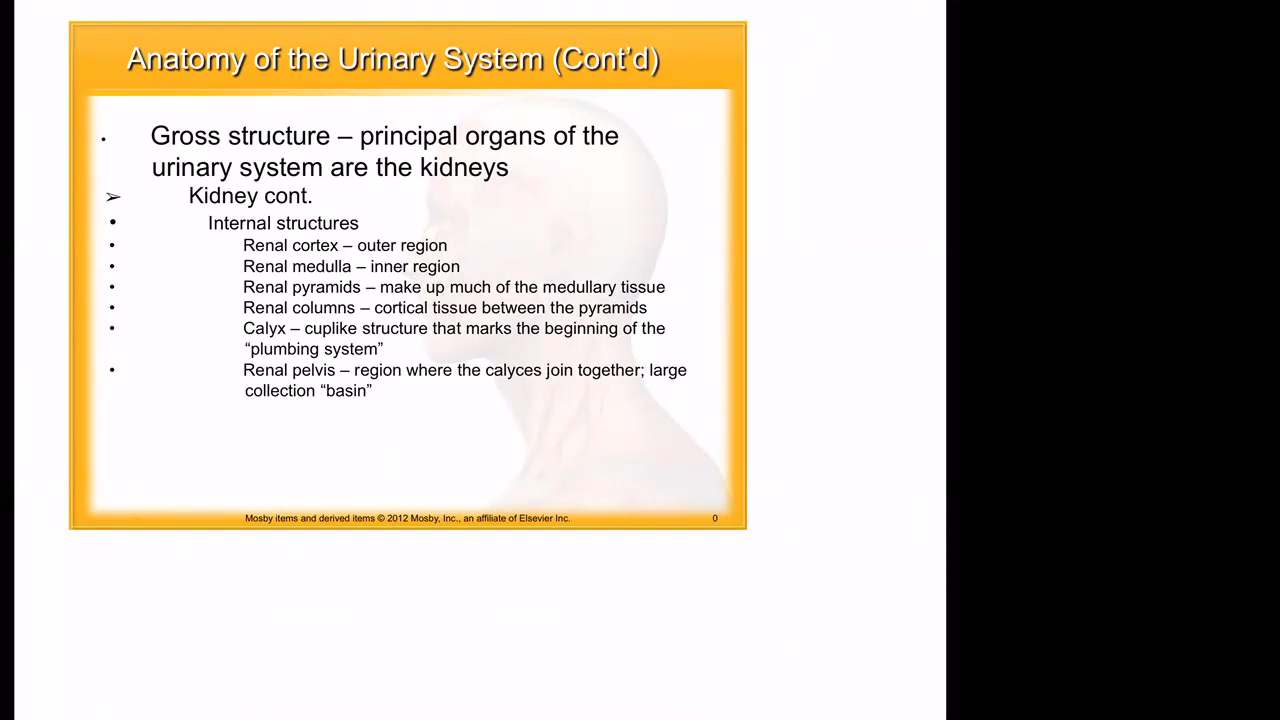 Anatomy of the Urinary System (Cont’d)
• Gross structure – principal organs of the
urinary system are the kidneys
➢ Kidney cont.
• Internal structures
• Renal cortex – outer region
• Renal medulla – inner region
• Renal pyramids – make up much of the medullary tissue
• Renal columns – cortical tissue between the pyramids
• Calyx – cuplike structure that marks the beginning of the
“plumbing system”
• Renal pelvis – region where the calyces join together; large
collection “basin”
Mosby items and derived items © 2012 Mosby, Inc., an affiliate of Elsevier Inc. 0